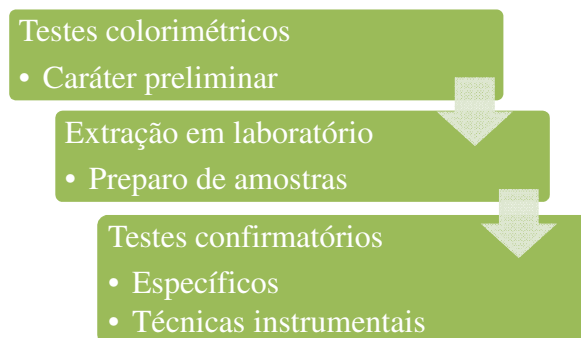 Testes colorimétricos
• Caráter preliminar
Extração em laboratório
• Preparo de amostras
Testes confirmatórios
• Específicos
• Técnicas instrumentais